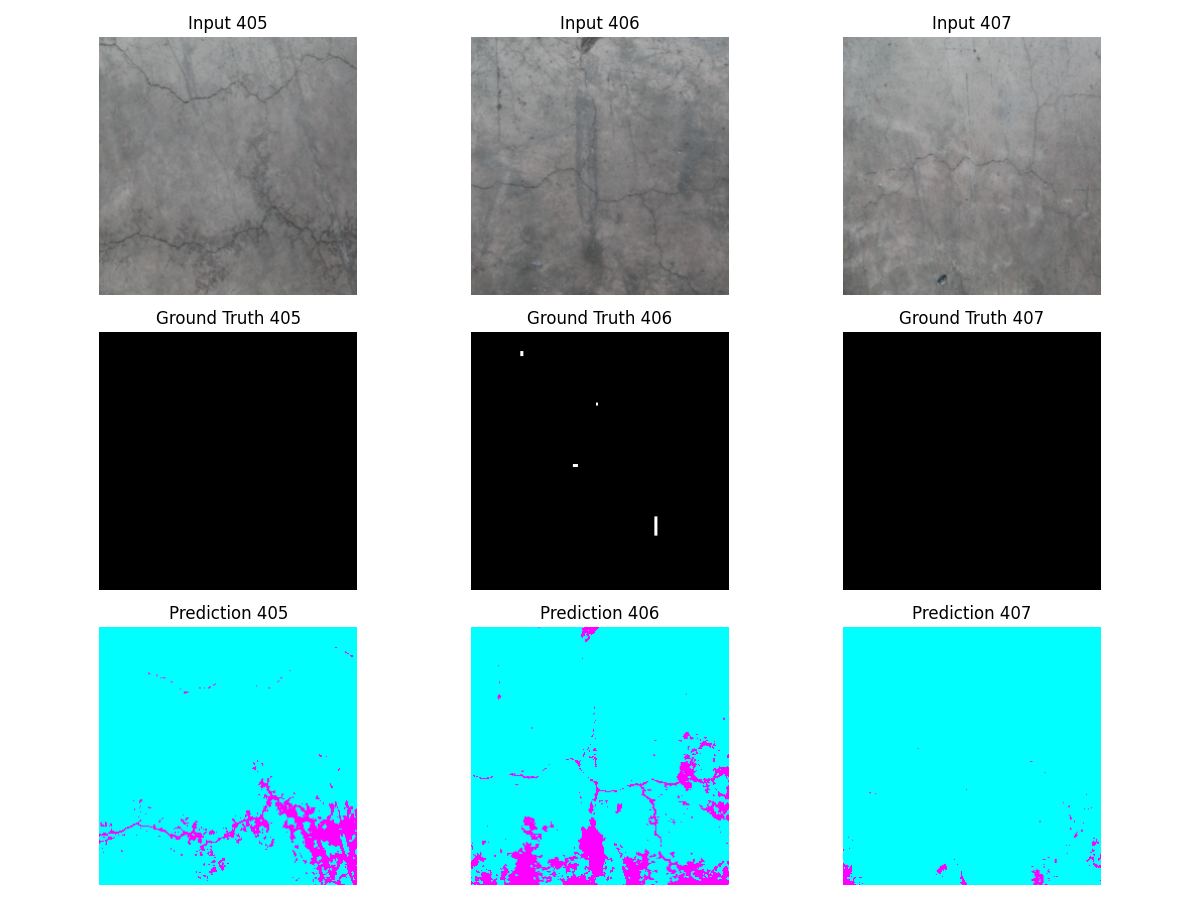 Input 405
Input 406
Input 407
Ground Truth 405
Ground Truth 406
Ground Truth 407
Prediction 405
Prediction 406
Prediction 407